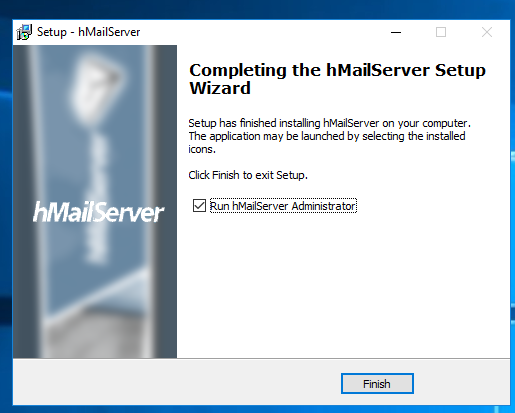 Setup - hMailServer
Completing the hMailServer Setup
Wizard
Setup has finished installing hMailServer on your computer.
The application may be launched by selecting the installed
icons.
Click Finish to exit Setup.
Run hMailServer Administrator
hMailServer
Finish